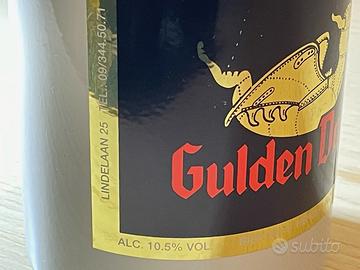 LINDELAAN 25 TEL.: 09/344.50.71
Gulden D
ALC. 10.5% VOL
subito